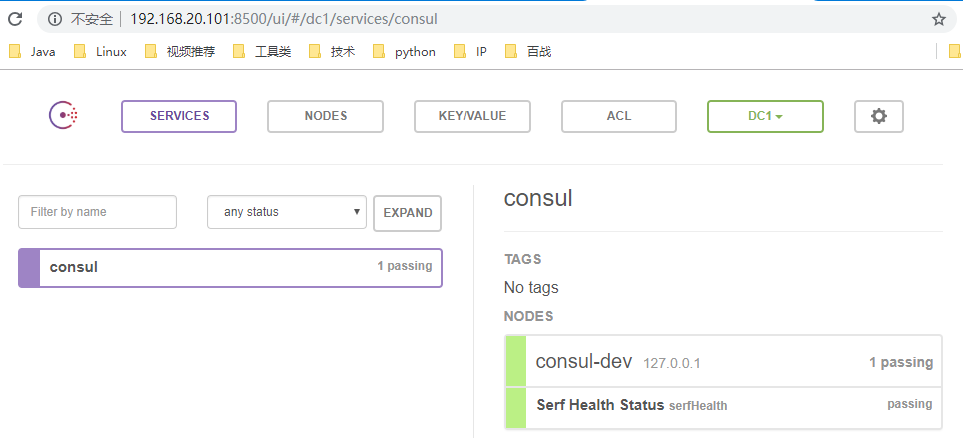 不安全 | 192.168.20.101:8500/ui/#/dc1/services/consul
Java Linux 视频推荐 工具类 技术 python IP 百战
SERVICES NODES KEY/VALUE ACL DC1
Filter by name any status EXPAND
consul 1 passing
consul
TAGS
No tags
NODES
consul-dev 127.0.0.1 1 passing
Serf Health Status serfHealth passing